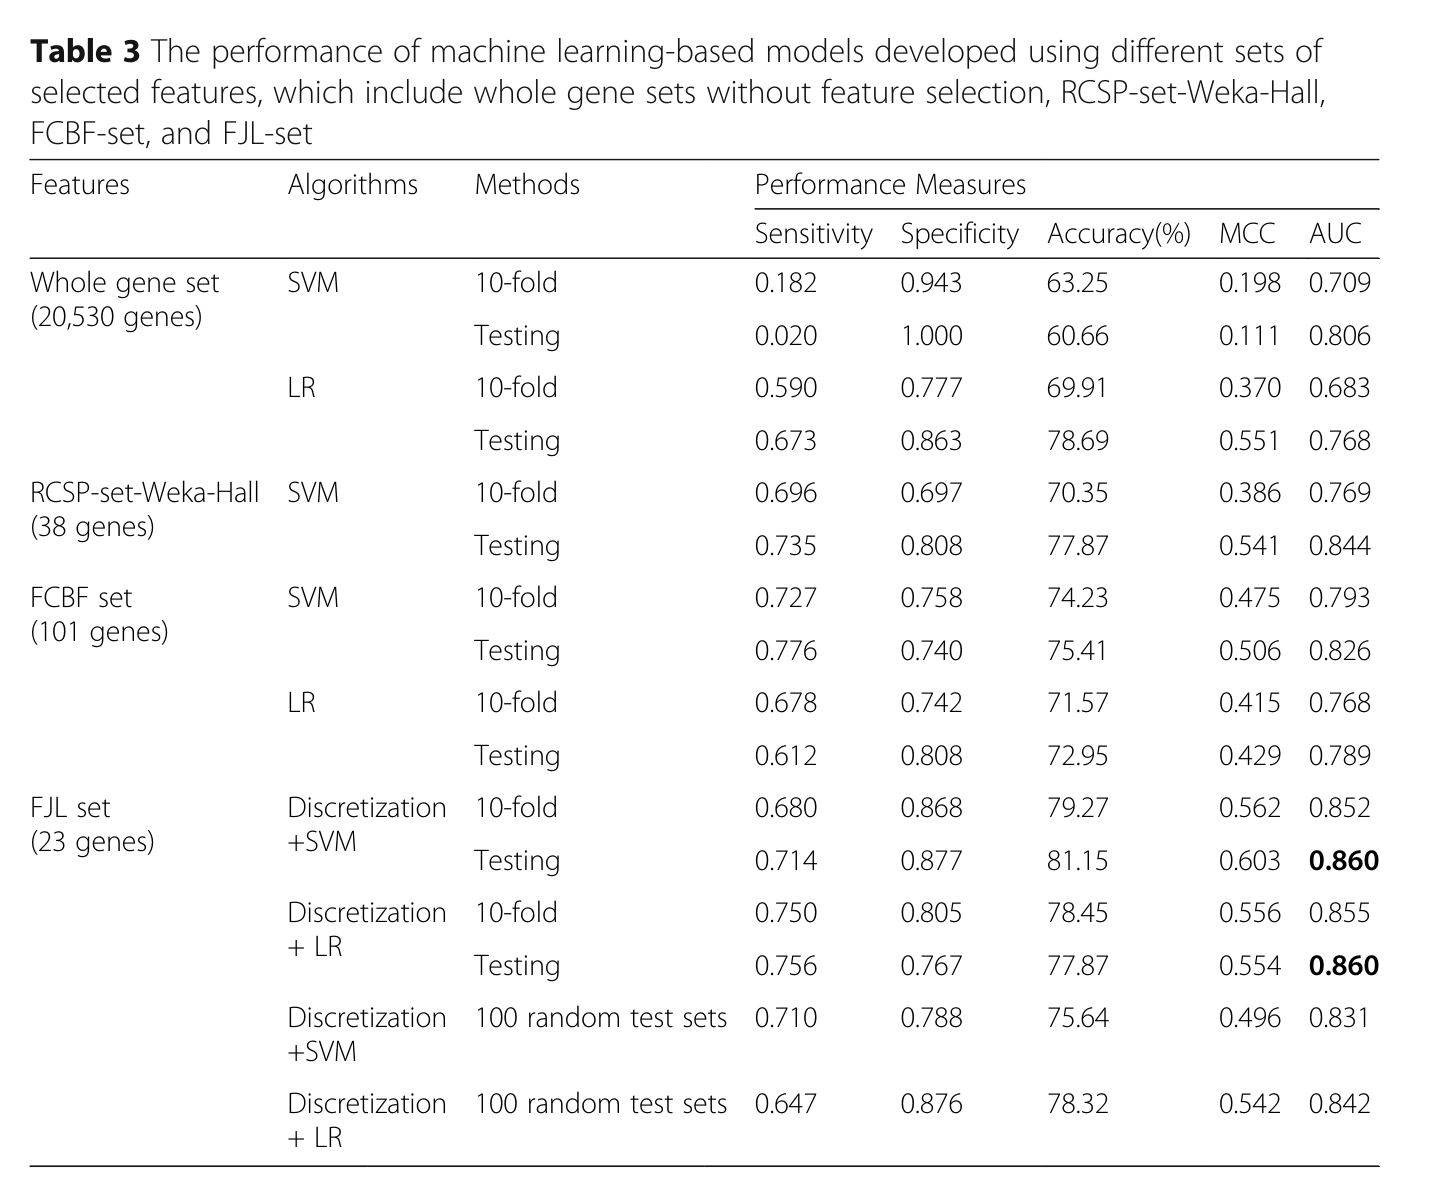 Table 3 The performance of machine learning-based models developed using different sets of
selected features, which include whole gene sets without feature selection, RCSP-set-Weka-Hall,
FCBF-set, and FJL-set
Features Algorithms Methods Performance Measures
Sensitivity Specificity Accuracy(%) MCC AUC
Whole gene set SVM 10-fold 0.182 0.943 63.25 0.198 0.709
(20,530 genes)
Testing 0.020 1.000 60.66 0.111 0.806
LR 10-fold 0.590 0.777 69.91 0.370 0.683
Testing 0.673 0.863 78.69 0.551 0.768
RCSP-set-Weka-Hall SVM 10-fold 0.696 0.697 70.35 0.386 0.769
(38 genes)
Testing 0.735 0.808 77.87 0.541 0.844
FCBF set SVM 10-fold 0.727 0.758 74.23 0.475 0.793
(101 genes)
Testing 0.776 0.740 75.41 0.506 0.826
LR 10-fold 0.678 0.742 71.57 0.415 0.768
Testing 0.612 0.808 72.95 0.429 0.789
FJL set Discretization 10-fold 0.680 0.868 79.27 0.562 0.852
(23 genes) +SVM
Testing 0.714 0.877 81.15 0.603 0.860
Discretization 10-fold 0.750 0.805 78.45 0.556 0.855
+ LR
Testing 0.756 0.767 77.87 0.554 0.860
Discretization 100 random test sets 0.710 0.788 75.64 0.496 0.831
+SVM
Discretization 100 random test sets 0.647 0.876 78.32 0.542 0.842
+ LR